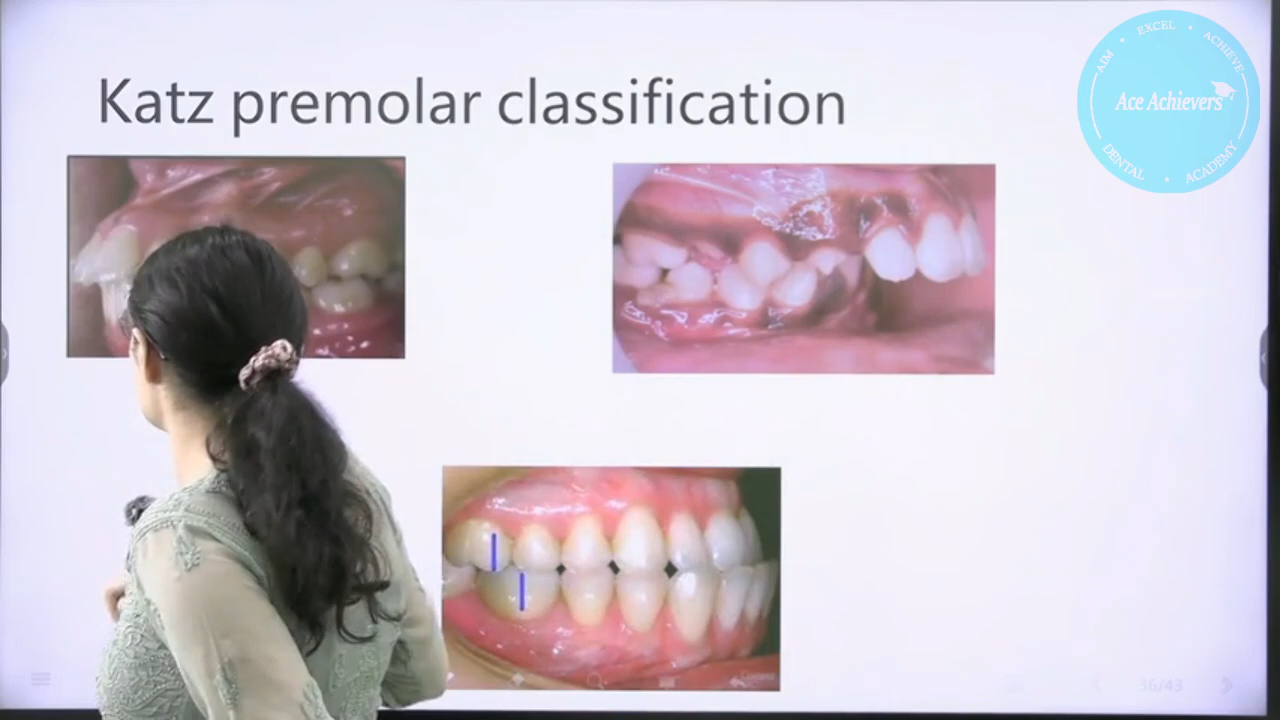 Katz premolar classification
AIM • EXCEL • ACHIEVE
Ace Achievers
DENTAL • ACADEMY
36/43